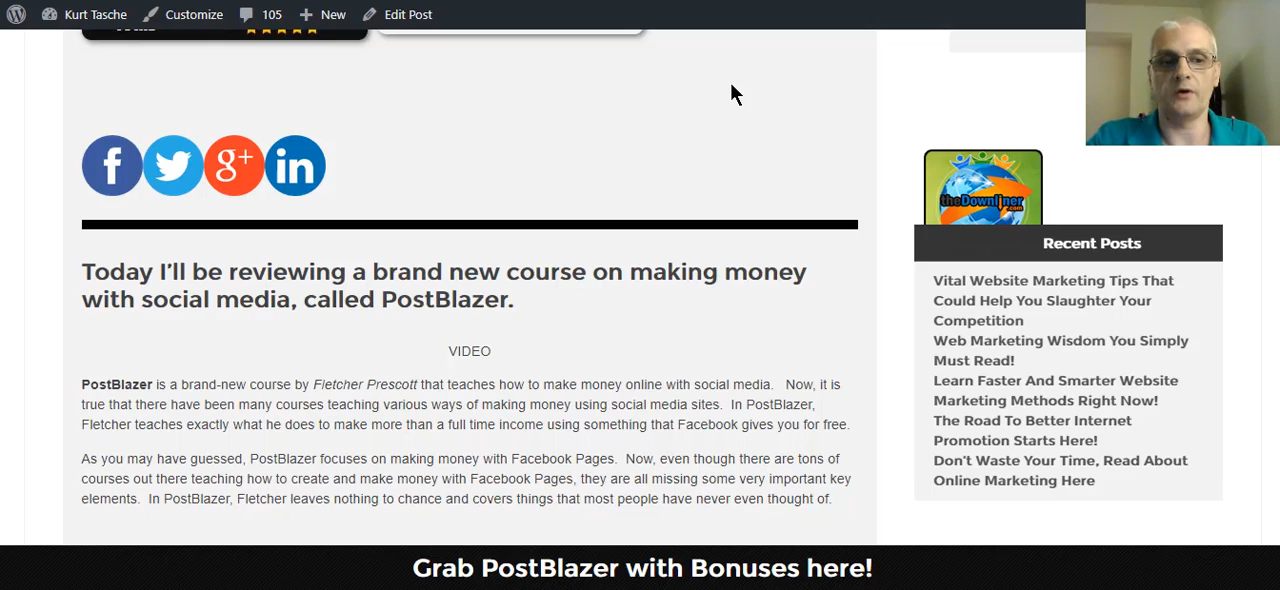 Kurt Tasche Customize 105 New Edit Post
f g+ in
Today I'll be reviewing a brand new course on making money
with social media, called PostBlazer.
VIDEO
PostBlazer is a brand-new course by Fletcher Prescott that teaches how to make money online with social media. Now, it is
true that there have been many courses teaching various ways of making money using social media sites. In PostBlazer,
Fletcher teaches exactly what he does to make more than a full time income using something that Facebook gives you for free.
As you may have guessed, PostBlazer focuses on making money with Facebook Pages. Now, even though there are tons of
courses out there teaching how to create and make money with Facebook Pages, they are all missing some very important key
elements. In PostBlazer, Fletcher leaves nothing to chance and covers things that most people have never even thought of.
theDownliner.com
Recent Posts
Vital Website Marketing Tips That
Could Help You Slaughter Your
Competition
Web Marketing Wisdom You Simply
Must Read!
Learn Faster And Smarter Website
Marketing Methods Right Now!
The Road To Better Internet
Promotion Starts Here!
Don't Waste Your Time, Read About
Online Marketing Here
Grab PostBlazer with Bonuses here!